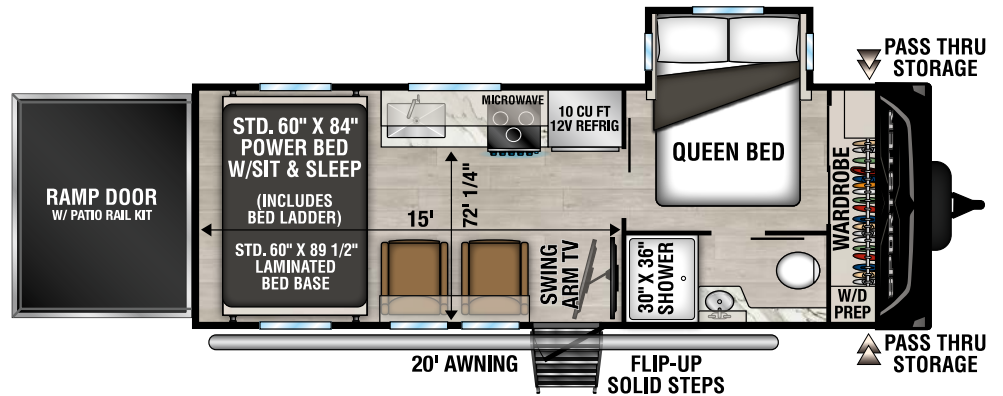 PASS THRU
STORAGE
MICROWAVE
10 CU FT
12V REFRIG
STD. 60" X 84"
POWER BED
W/SIT & SLEEP
(INCLUDES
BED LADDER)
STD. 60" X 89 1/2"
LAMINATED
BED BASE
QUEEN BED
RAMP DOOR
W/ PATIO RAIL KIT
15'
72 1/4"
WARDROBE
SPORTSTER
SWING
ARM TV
30" X 36"
SHOWER
W/D
PREP
20' AWNING
FLIP-UP
SOLID STEPS
PASS THRU
STORAGE